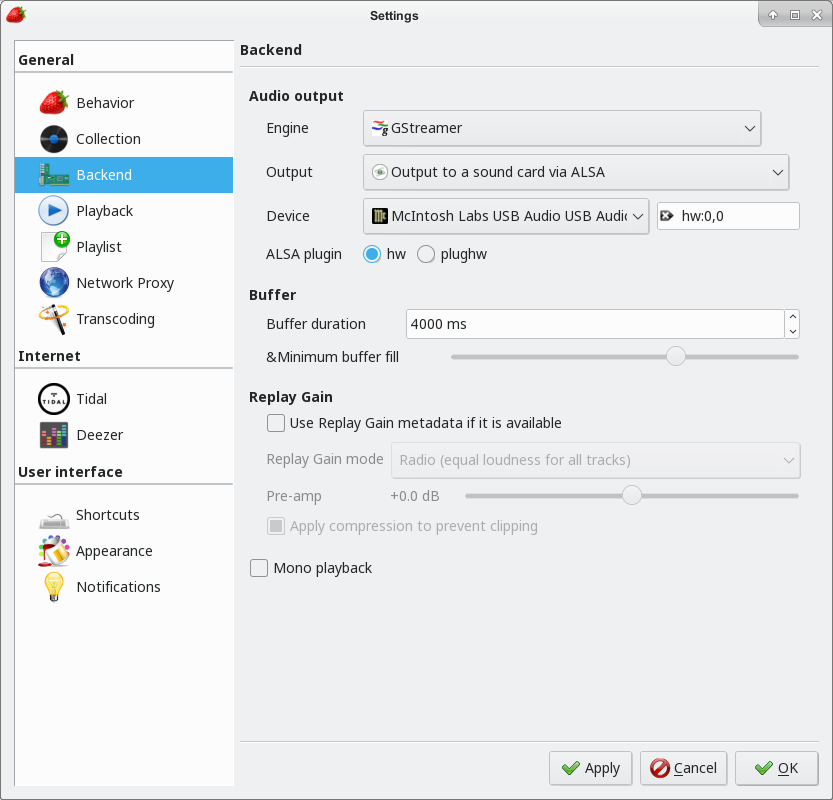 Settings
General
Behavior
Collection
Backend
Playback
Playlist
Network Proxy
Transcoding
Internet
TIDAL
Tidal
Deezer
User interface
Shortcuts
Appearance
Notifications
Backend
Audio output
Engine GStreamer
Output Output to a sound card via ALSA
Device McIntosh Labs USB Audio USB Audi hw:0,0
ALSA plugin hw plughw
Buffer
Buffer duration 4000 ms
&Minimum buffer fill
Replay Gain
Use Replay Gain metadata if it is available
Replay Gain mode Radio (equal loudness for all tracks)
Pre-amp +0.0 dB
Apply compression to prevent clipping
Mono playback
Apply Cancel OK